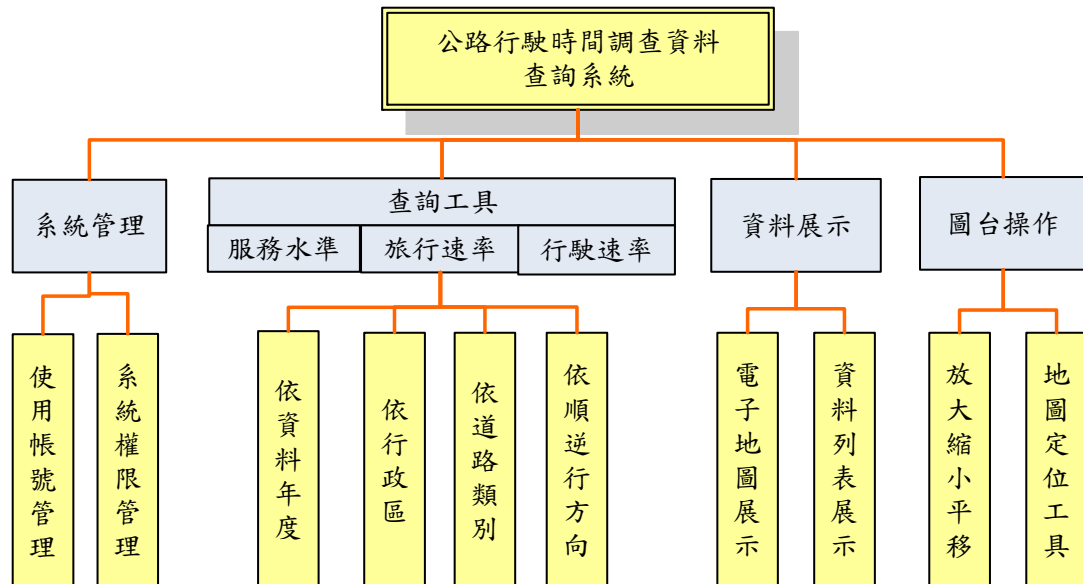 公路行駛時間調查資料
查詢系統
系統管理
查詢工具
服務水準
旅行速率
行駛速率
資料展示
圖台操作
使用帳號管理
系統權限管理
依資料年度
依行政區
依道路類別
依順逆行方向
電子地圖展示
資料列表展示
放大縮小平移
地圖定位工具